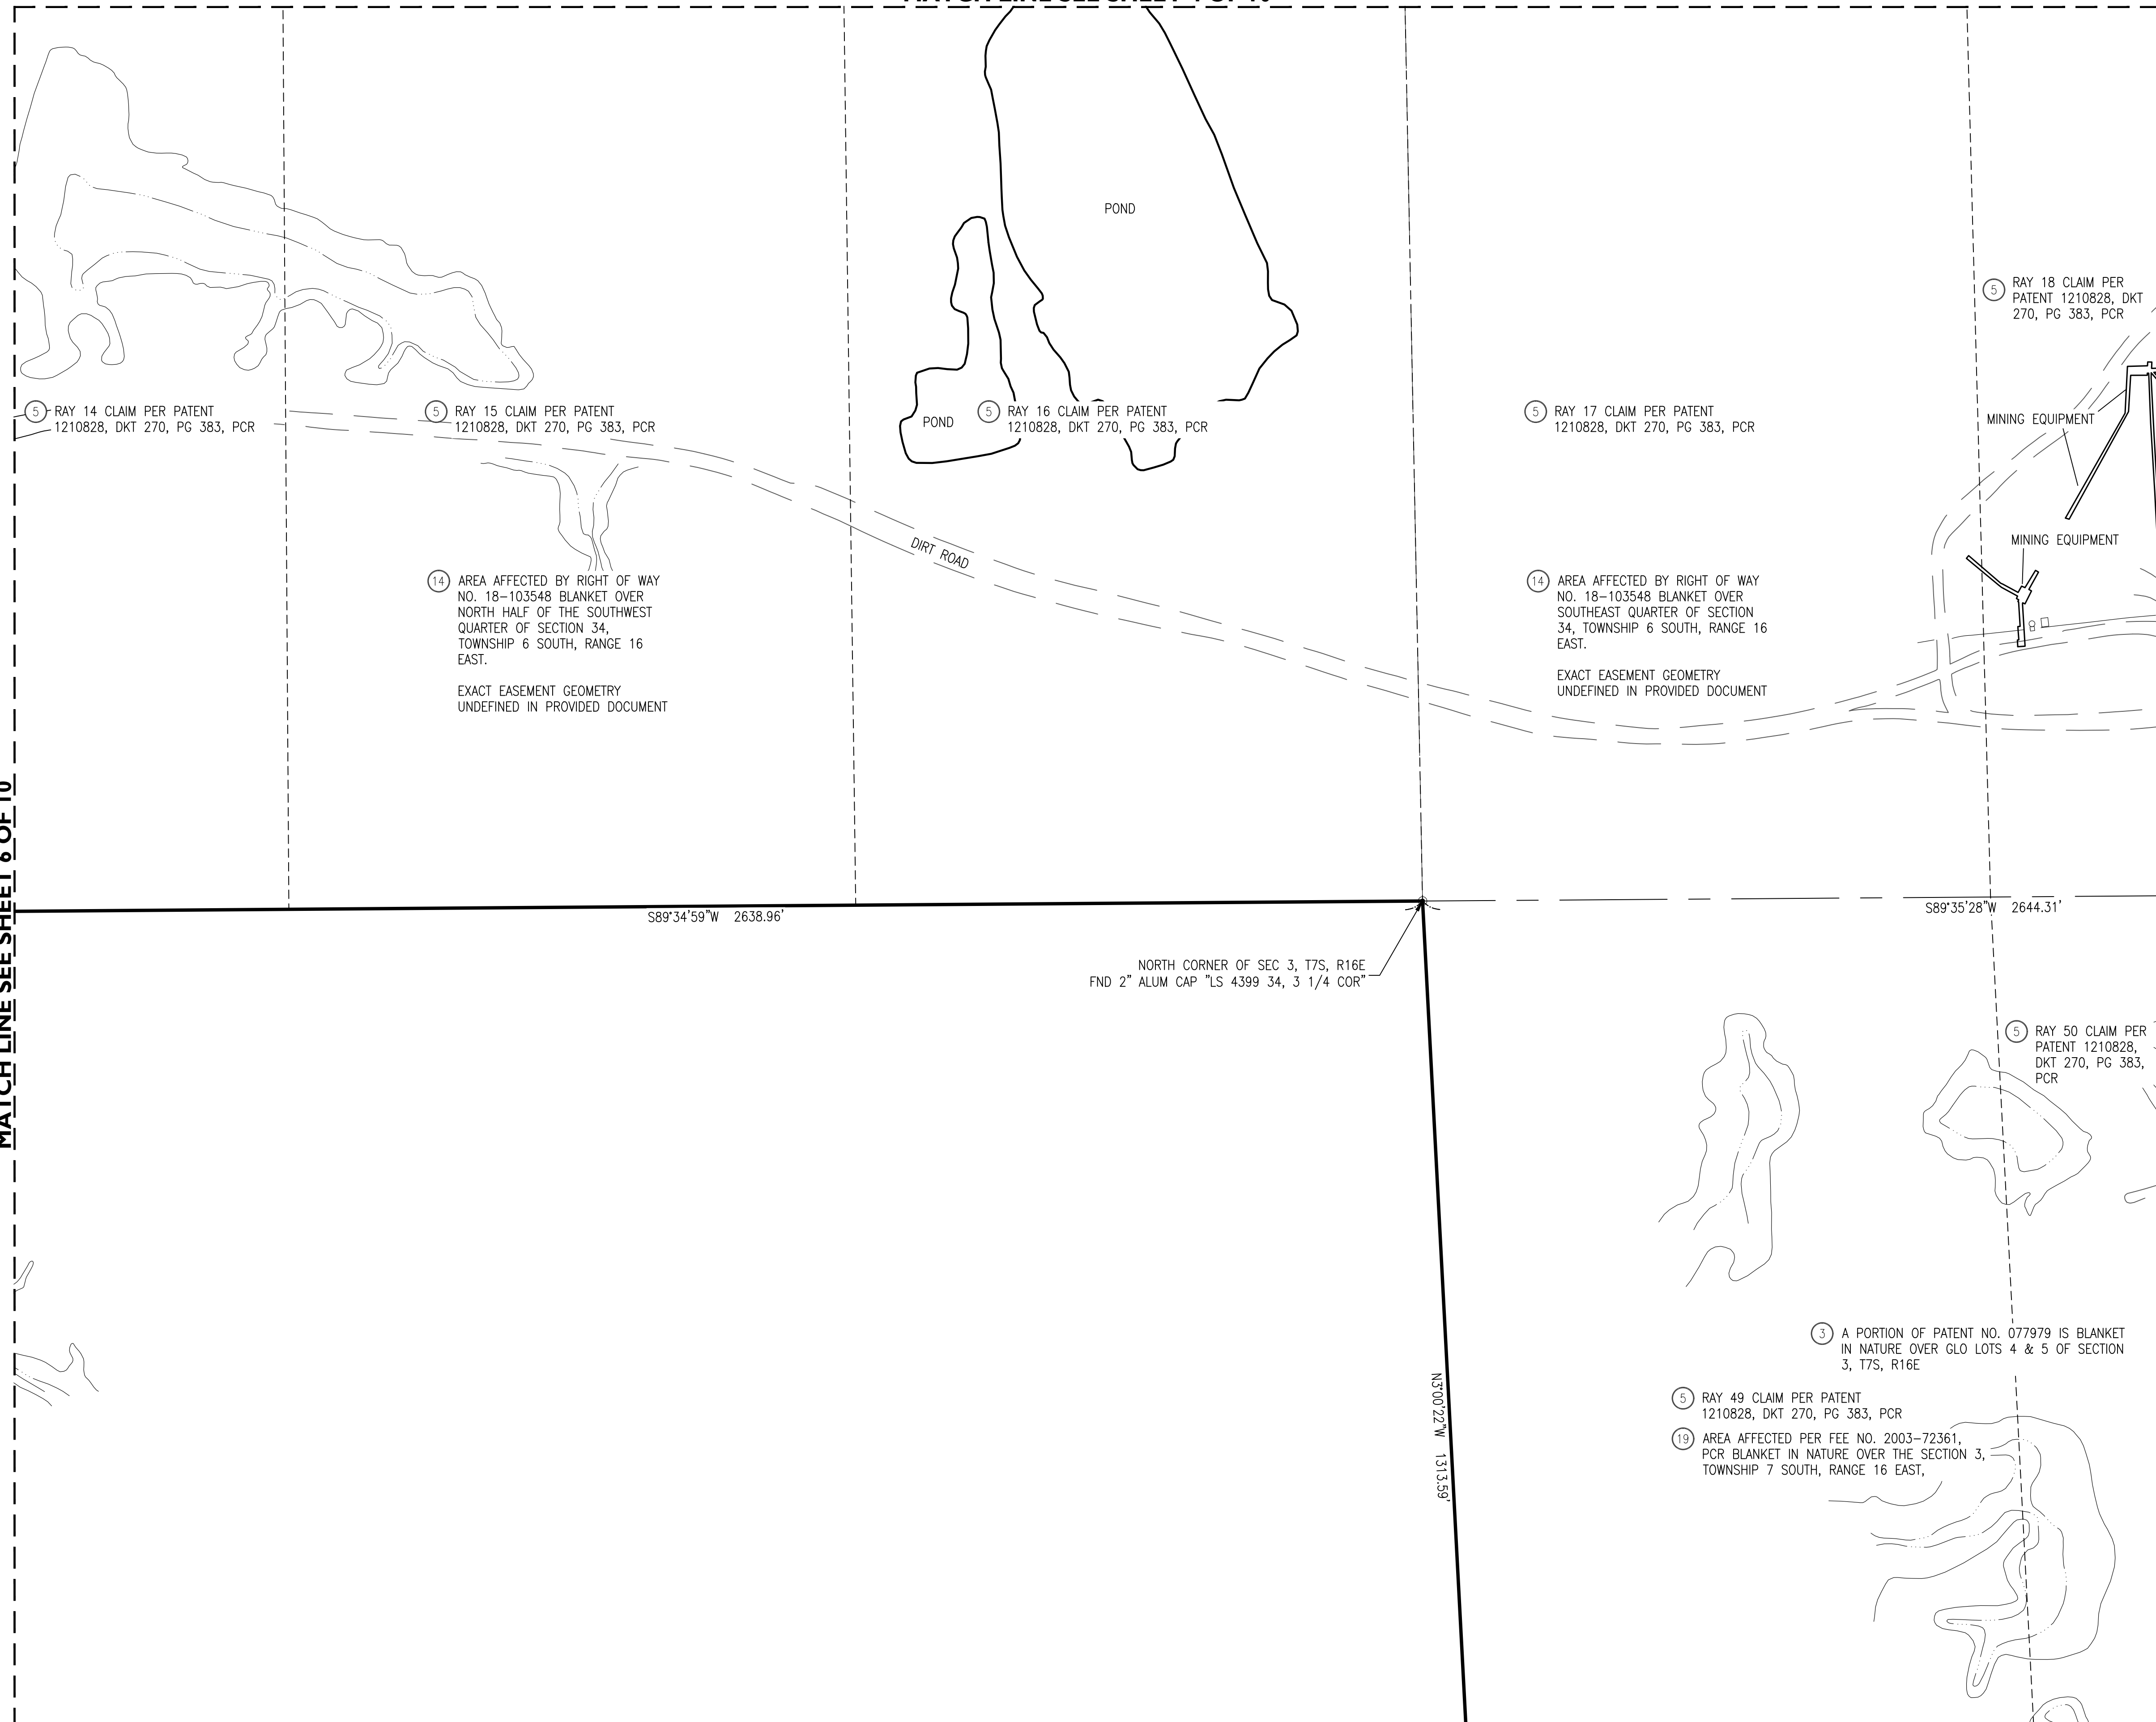 POND
5 RAY 18 CLAIM PER
PATENT 1210828, DKT
270, PG 383, PCR
5 RAY 14 CLAIM PER PATENT
1210828, DKT 270, PG 383, PCR
5 RAY 15 CLAIM PER PATENT
1210828, DKT 270, PG 383, PCR
POND
5 RAY 16 CLAIM PER PATENT
1210828, DKT 270, PG 383, PCR
5 RAY 17 CLAIM PER PATENT
1210828, DKT 270, PG 383, PCR
MINING EQUIPMENT
MINING EQUIPMENT
DIRT ROAD
14 AREA AFFECTED BY RIGHT OF WAY
NO. 18-103548 BLANKET OVER
NORTH HALF OF THE SOUTHWEST
QUARTER OF SECTION 34,
TOWNSHIP 6 SOUTH, RANGE 16
EAST.
EXACT EASEMENT GEOMETRY
UNDEFINED IN PROVIDED DOCUMENT
14 AREA AFFECTED BY RIGHT OF WAY
NO. 18-103548 BLANKET OVER
SOUTHEAST QUARTER OF SECTION
34, TOWNSHIP 6 SOUTH, RANGE 16
EAST.
EXACT EASEMENT GEOMETRY
UNDEFINED IN PROVIDED DOCUMENT
MATCH LINE SEE SHEET 6 OF 10
S89°34'59"W 2638.96'
S89°35'28"W 2644.31'
NORTH CORNER OF SEC 3, T7S, R16E
FND 2" ALUM CAP "LS 4399 34, 3 1/4 COR"
5 RAY 50 CLAIM PER
PATENT 1210828,
DKT 270, PG 383,
PCR
3 A PORTION OF PATENT NO. 077979 IS BLANKET
IN NATURE OVER GLO LOTS 4 & 5 OF SECTION
3, T7S, R16E
N3°00'22"W 1313.59'
5 RAY 49 CLAIM PER PATENT
1210828, DKT 270, PG 383, PCR
19 AREA AFFECTED PER FEE NO. 2003-72361,
PCR BLANKET IN NATURE OVER THE SECTION 3,
TOWNSHIP 7 SOUTH, RANGE 16 EAST,